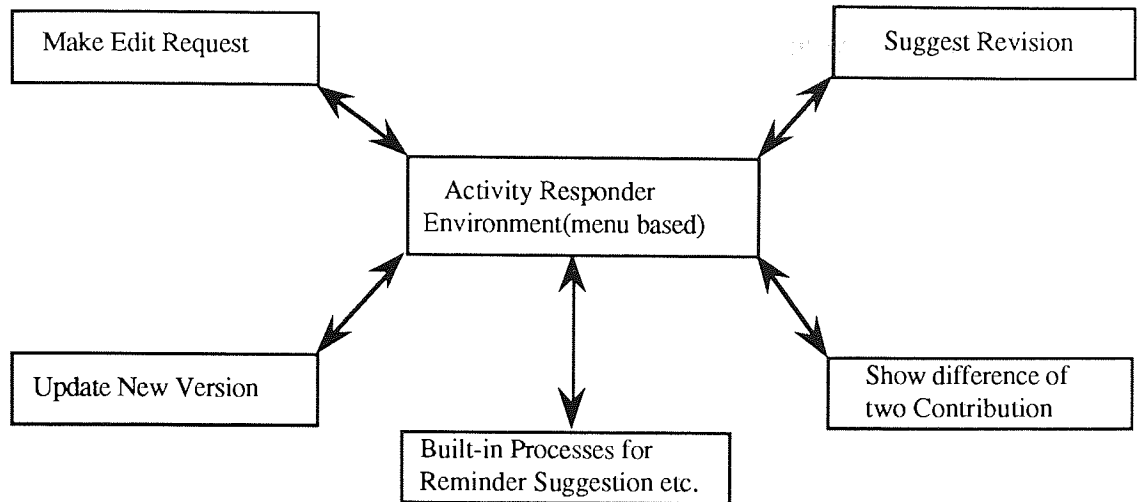 Make Edit Request
Suggest Revision
Activity Responder
Environment(menu based)
Update New Version
Show difference of
two Contribution
Built-in Processes for
Reminder Suggestion etc.